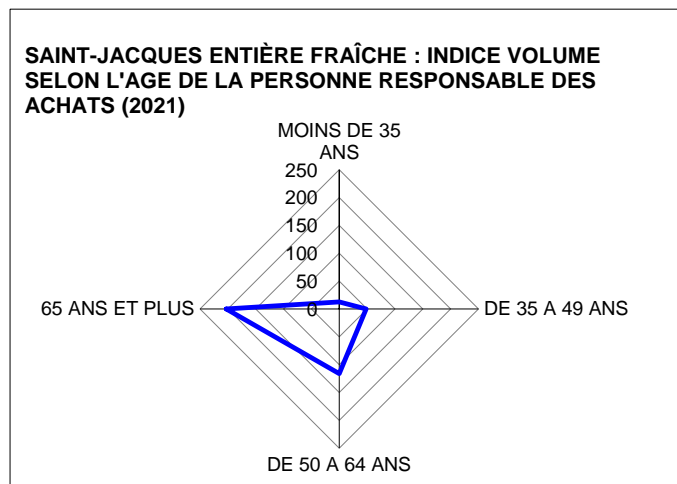 SAINT-JACQUES ENTIÈRE FRAÎCHE : INDICE VOLUME
SELON L'AGE DE LA PERSONNE RESPONSABLE DES
ACHATS (2021)
MOINS DE 35
ANS
250
200
150
100
50
0
65 ANS ET PLUS
DE 35 A 49 ANS
DE 50 A 64 ANS